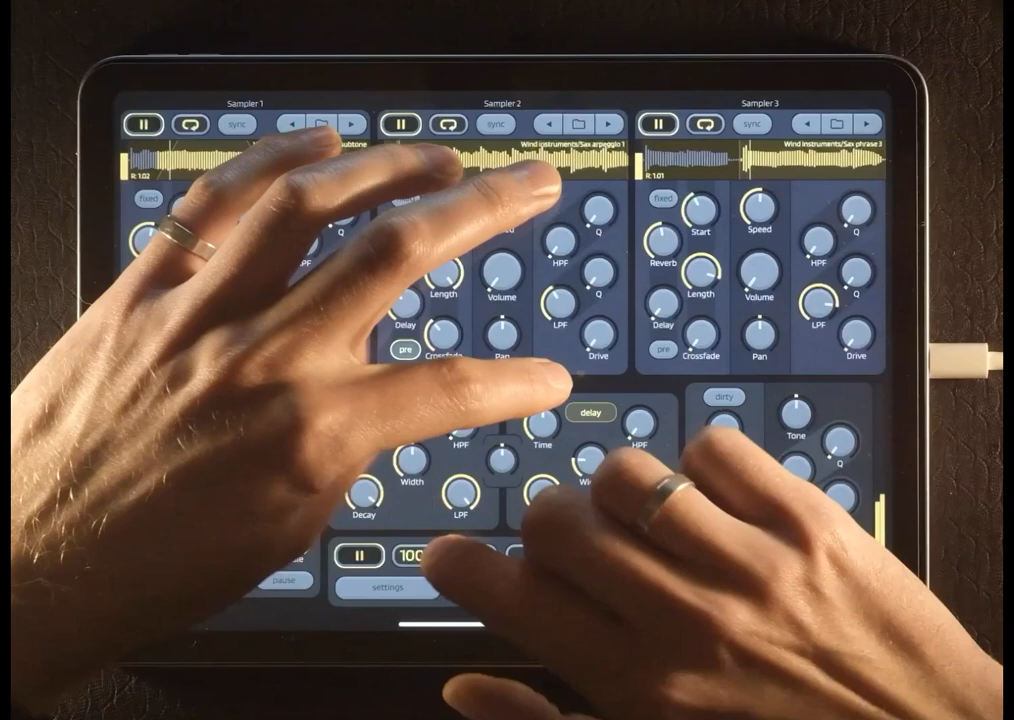 Sampler 1
Sampler 2
Sampler 3
sync
sync
sync
subtone
Wind instruments/Sax arpeggio 1
Wind instruments/Sax phrase 3
R: 1.02
R: 1.01
fixed
fixed
Q
Q
Start
Speed
Q
HPF
Reverb
HPF
Length
Volume
Q
Length
Volume
Q
Delay
LPF
Delay
LPF
pre
Pan
Drive
pre
Crossfade
Pan
Drive
dirty
delay
HPF
Time
HPF
Tone
Width
Q
Decay
LPF
100
pause
settings